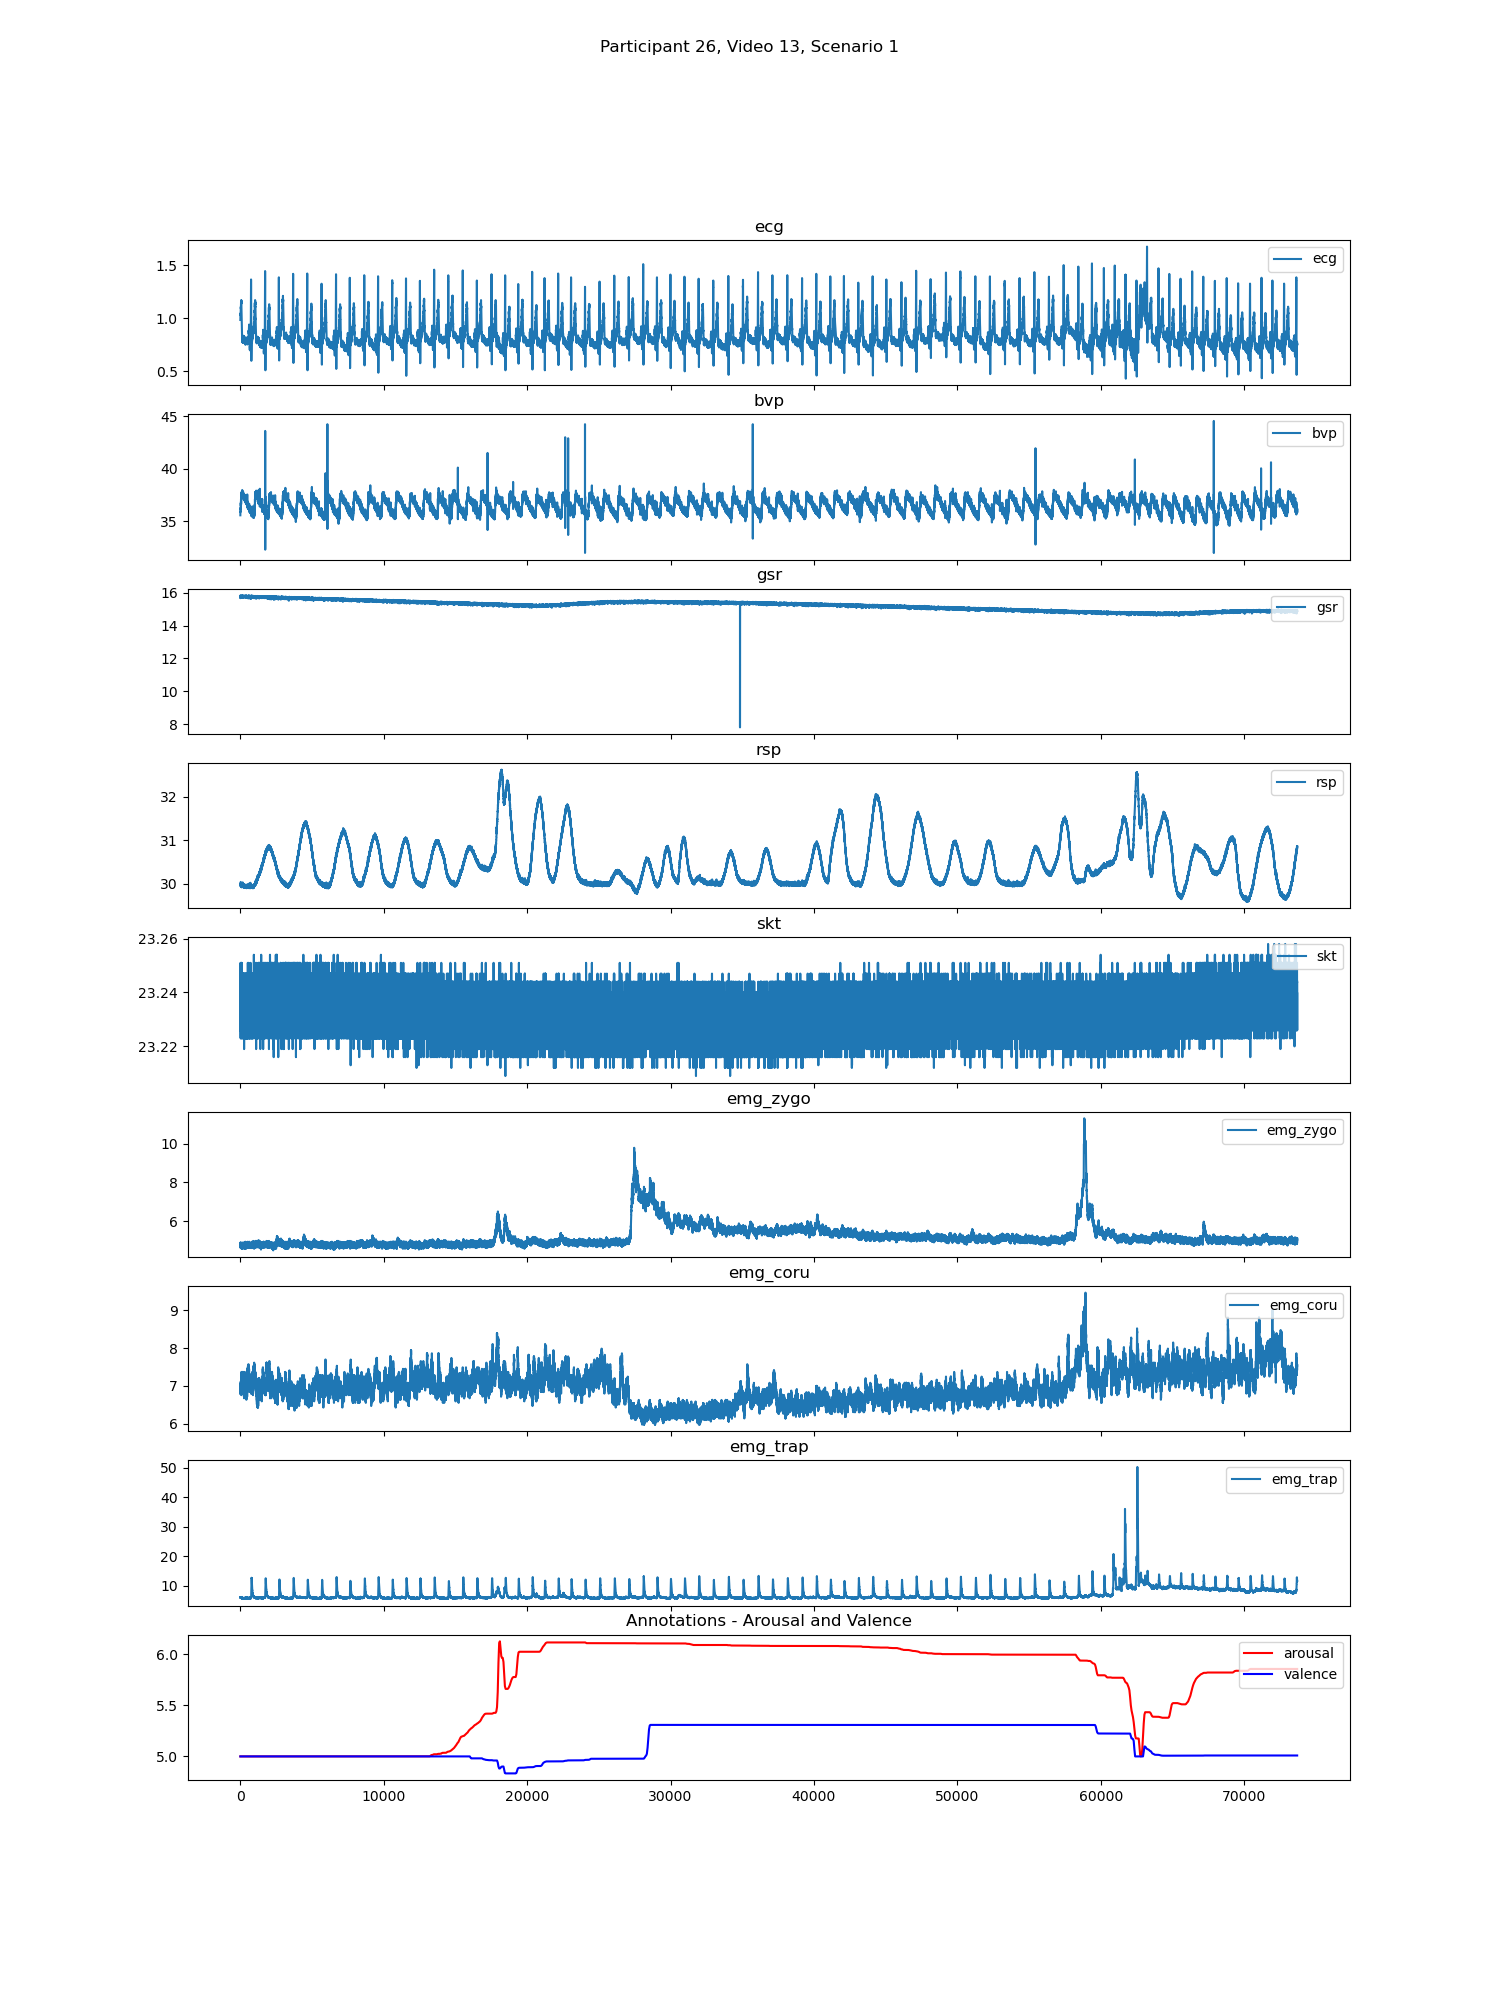 Participant 26, Video 13, Scenario 1
ecg
1.5
1.0
0.5
ecg
bvp
45
40
35
bvp
gsr
16
14
12
10
8
gsr
rsp
32
31
30
rsp
skt
23.26
23.24
23.22
skt
emg_zygo
10
8
6
emg_zygo
emg_coru
9
8
7
6
emg_coru
emg_trap
50
40
30
20
10
emg_trap
Annotations - Arousal and Valence
6.0
5.5
5.0
arousal
valence
0 10000 20000 30000 40000 50000 60000 70000